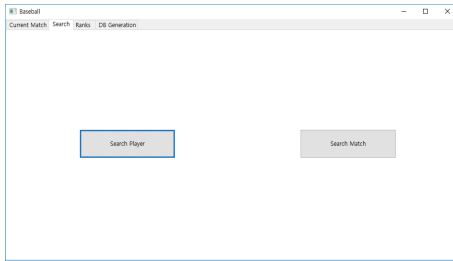 Baseball
Current Match Search Ranks DB Generation
Search Player Search Match